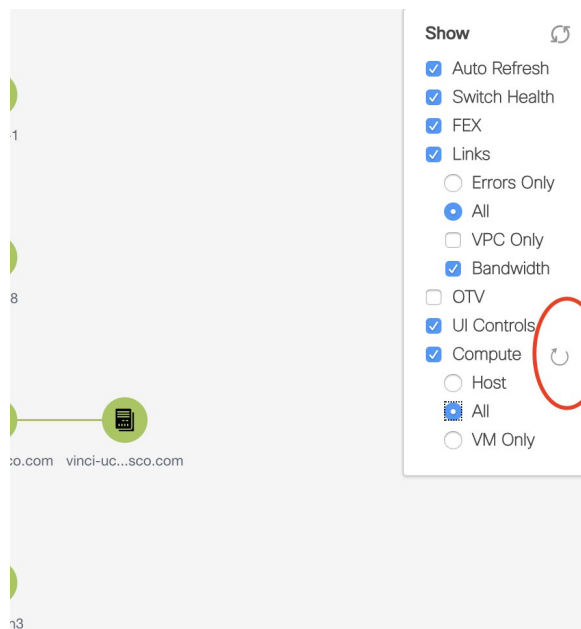 Show
Auto Refresh
Switch Health
FEX
Links
Errors Only
All
VPC Only
Bandwidth
OTV
UI Controls
Compute
Host
All
VM Only
1
8
co.com vinci-uc...sco.com
n3